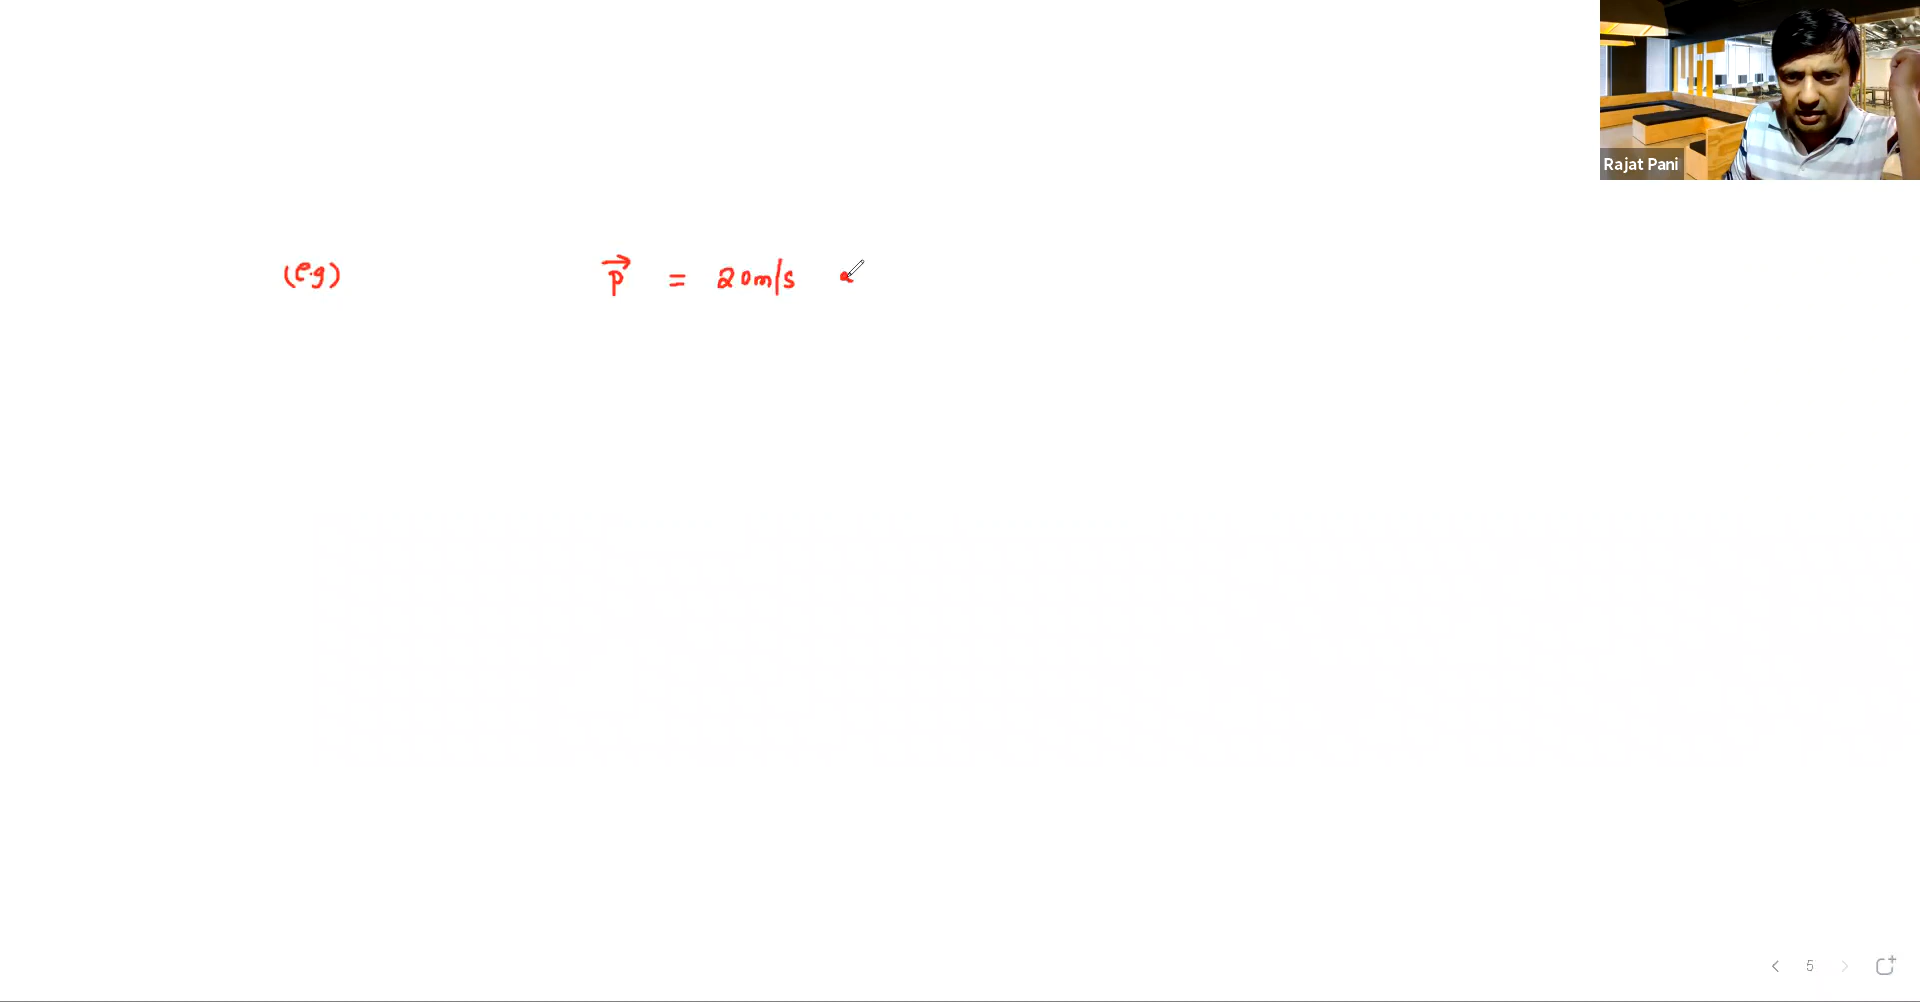 Rajat Pani
(e.g) p⃗ = 20m/s
5